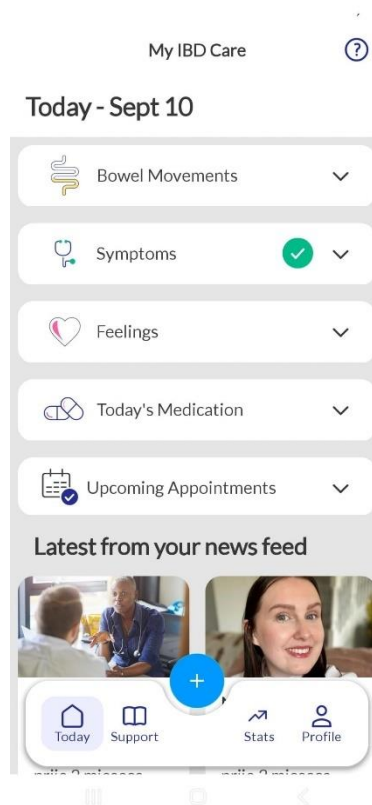 My IBD Care
?
Today - Sept 10
Bowel Movements
Symptoms
Feelings
Today's Medication
Upcoming Appointments
Latest from your news feed
+
Today Support Stats Profile